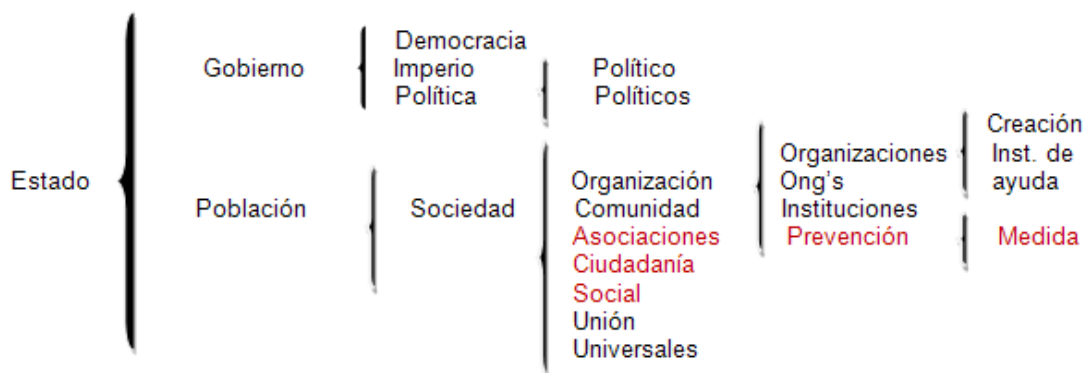 Estado
Gobierno
Democracia
Imperio
Política
Político
Políticos
Población
Sociedad
Organización
Comunidad
Asociaciones
Ciudadanía
Social
Unión
Universales
Organizaciones
Ong's
Instituciones
Prevención
Creación
Inst. de
ayuda
Medida